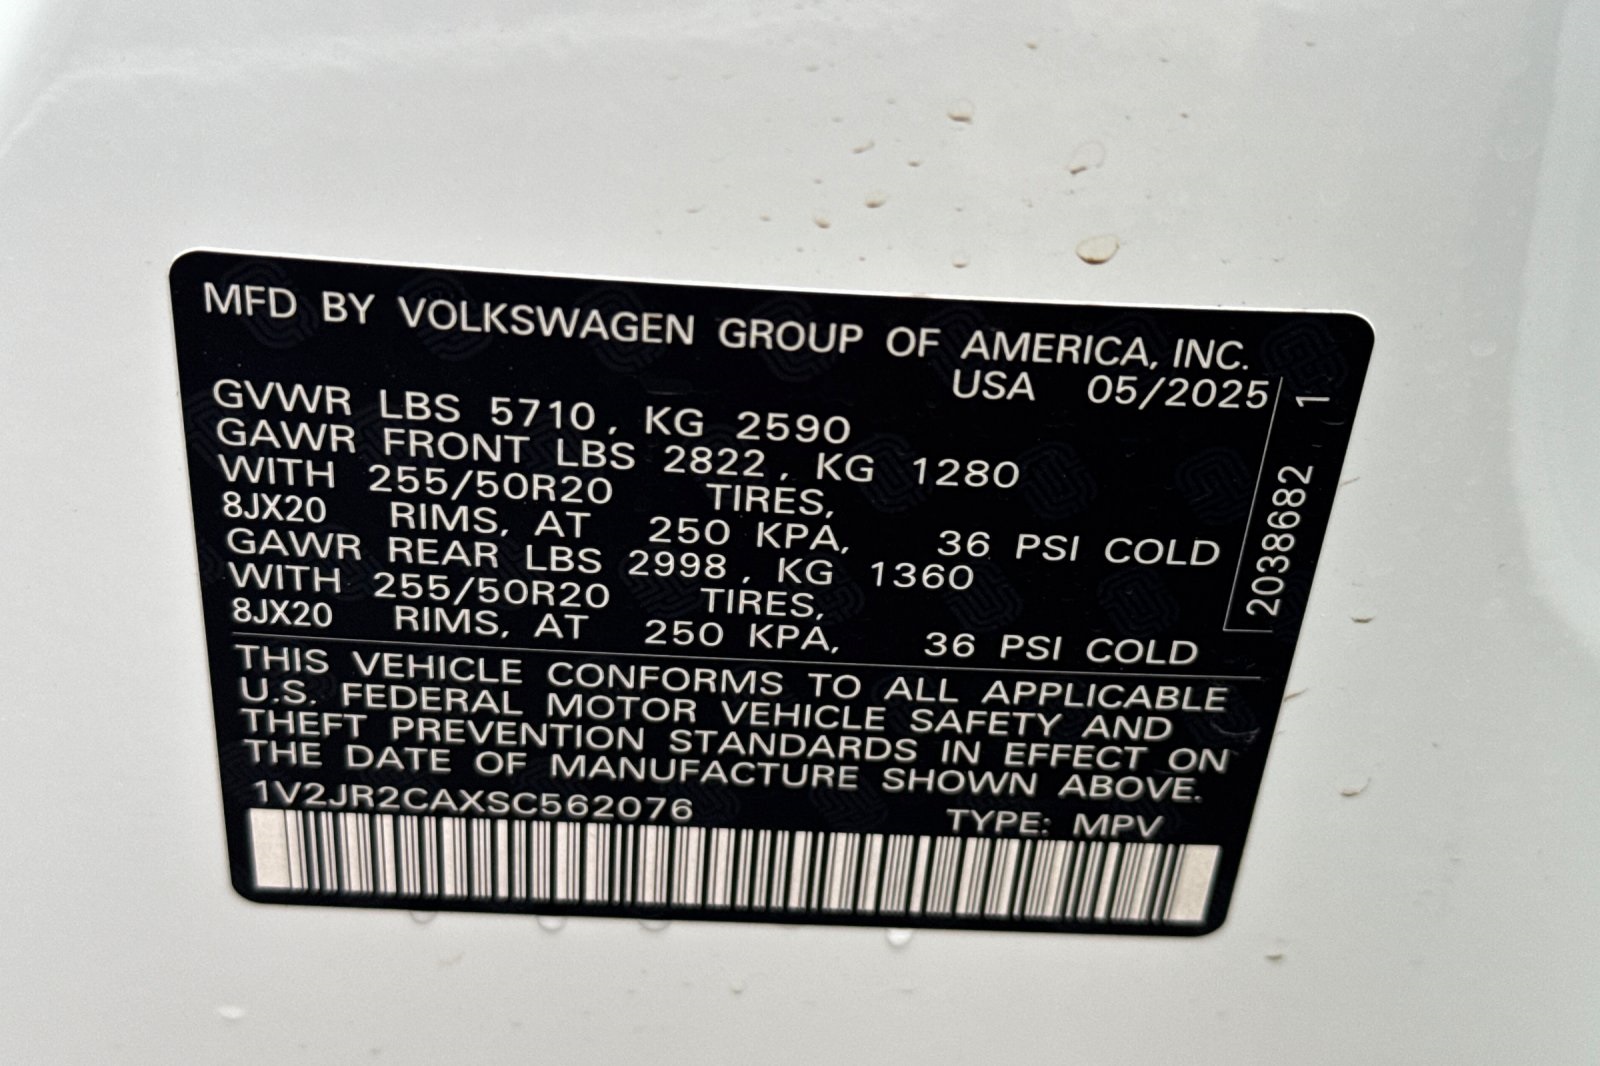 MFD BY VOLKSWAGEN GROUP OF AMERICA, INC.
USA 05/2025
GVWR LBS 5710, KG 2590
GAWR FRONT LBS 2822, KG 1280
WITH 255/50R20 TIRES,
8JX20 RIMS, AT 250 KPA, 36 PSI COLD
GAWR REAR LBS 2998, KG 1360
WITH 255/50R20 TIRES,
8JX20 RIMS, AT 250 KPA, 36 PSI COLD
2038682 1
THIS VEHICLE CONFORMS TO ALL APPLICABLE
U.S. FEDERAL MOTOR VEHICLE SAFETY AND
THEFT PREVENTION STANDARDS IN EFFECT ON
THE DATE OF MANUFACTURE SHOWN ABOVE.
1V2JR2CAXSC562076 TYPE: MPV